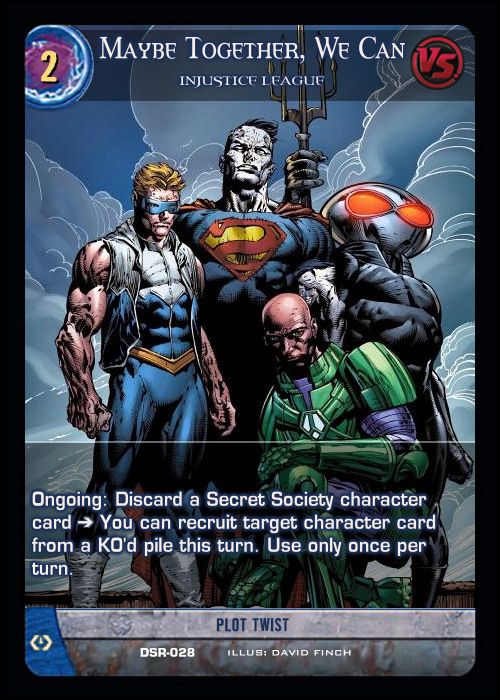 2
Maybe Together, We Can
VS.
INJUSTICE LEAGUE
Ongoing: Discard a Secret Society character
card ➔ You can recruit target character card
from a KO'd pile this turn. Use only once per
turn.
PLOT TWIST
DSR-028 ILLUS: DAVID FINCH